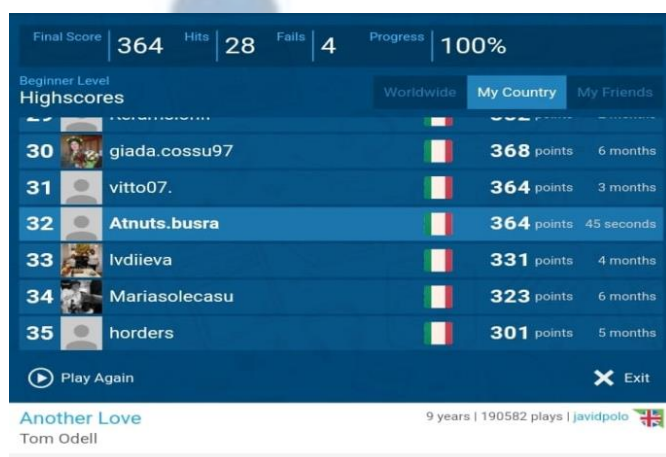 Final Score 364 Hits 28 Fails 4 Progress 100%
Beginner Level
Highscores Worldwide My Country My Friends
30 giada.cossu97 368 points 6 months
31 vitto07. 364 points 3 months
32 Atnuts.busra 364 points 45 seconds
33 lvdiieva 331 points 4 months
34 Mariasolecasu 323 points 6 months
35 horders 301 points 5 months
Play Again Exit
Another Love 9 years | 190582 plays | javidpolo
Tom Odell